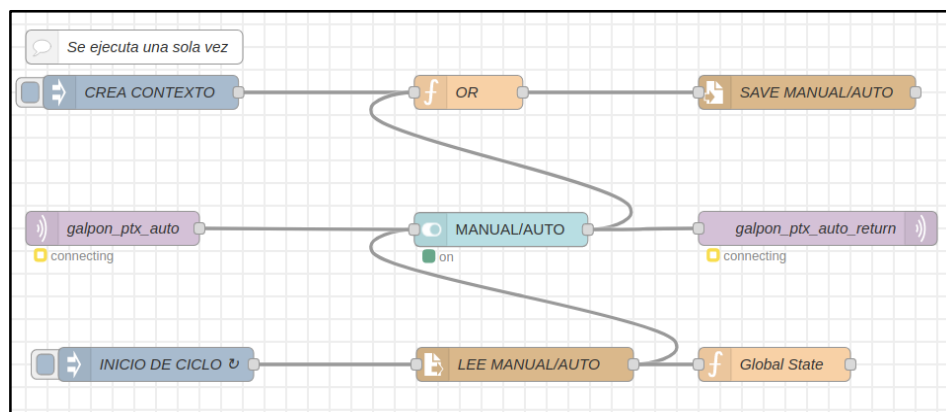 Se ejecuta una sola vez
CREA CONTEXTO
OR
SAVE MANUAL/AUTO
galpon_ptx_auto
MANUAL/AUTO
galpon_ptx_auto_return
connecting
on
connecting
INICIO DE CICLO ↻
LEE MANUAL/AUTO
Global State